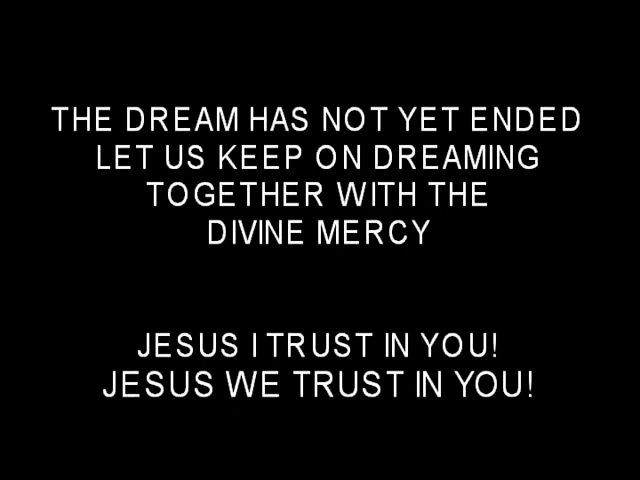 THE DREAM HAS NOT YET ENDED
LET US KEEP ON DREAMING
TOGETHER WITH THE
DIVINE MERCY
JESUS I TRUST IN YOU!
JESUS WE TRUST IN YOU!